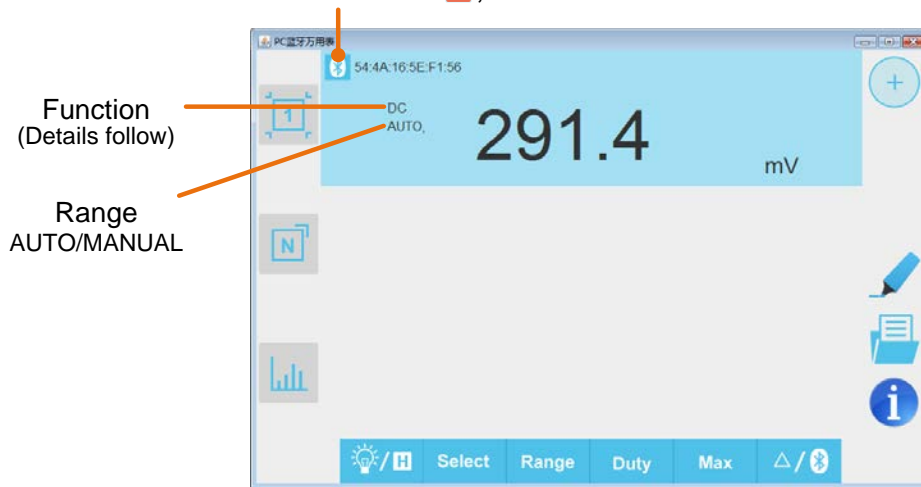 PC蓝牙万用表
54:4A:16:5E:F1:56
Function
(Details follow)
DC
AUTO,
1
291.4
mV
Range
AUTO/MANUAL
N
/H Select Range Duty Max △/